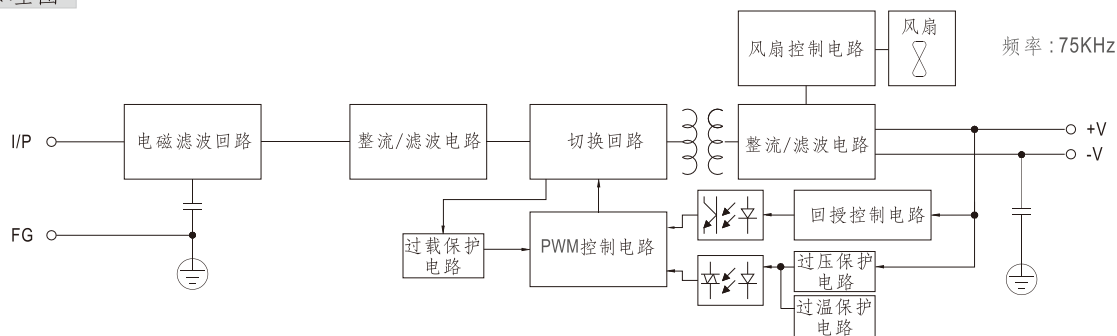 风扇控制电路
风扇
频率 : 75KHz
I/P
电磁滤波回路
整流/滤波电路
切换回路
整流/滤波电路
+V
-V
FG
过载保护
电路
PWM控制电路
回授控制电路
过压保护
电路
过温保护
电路